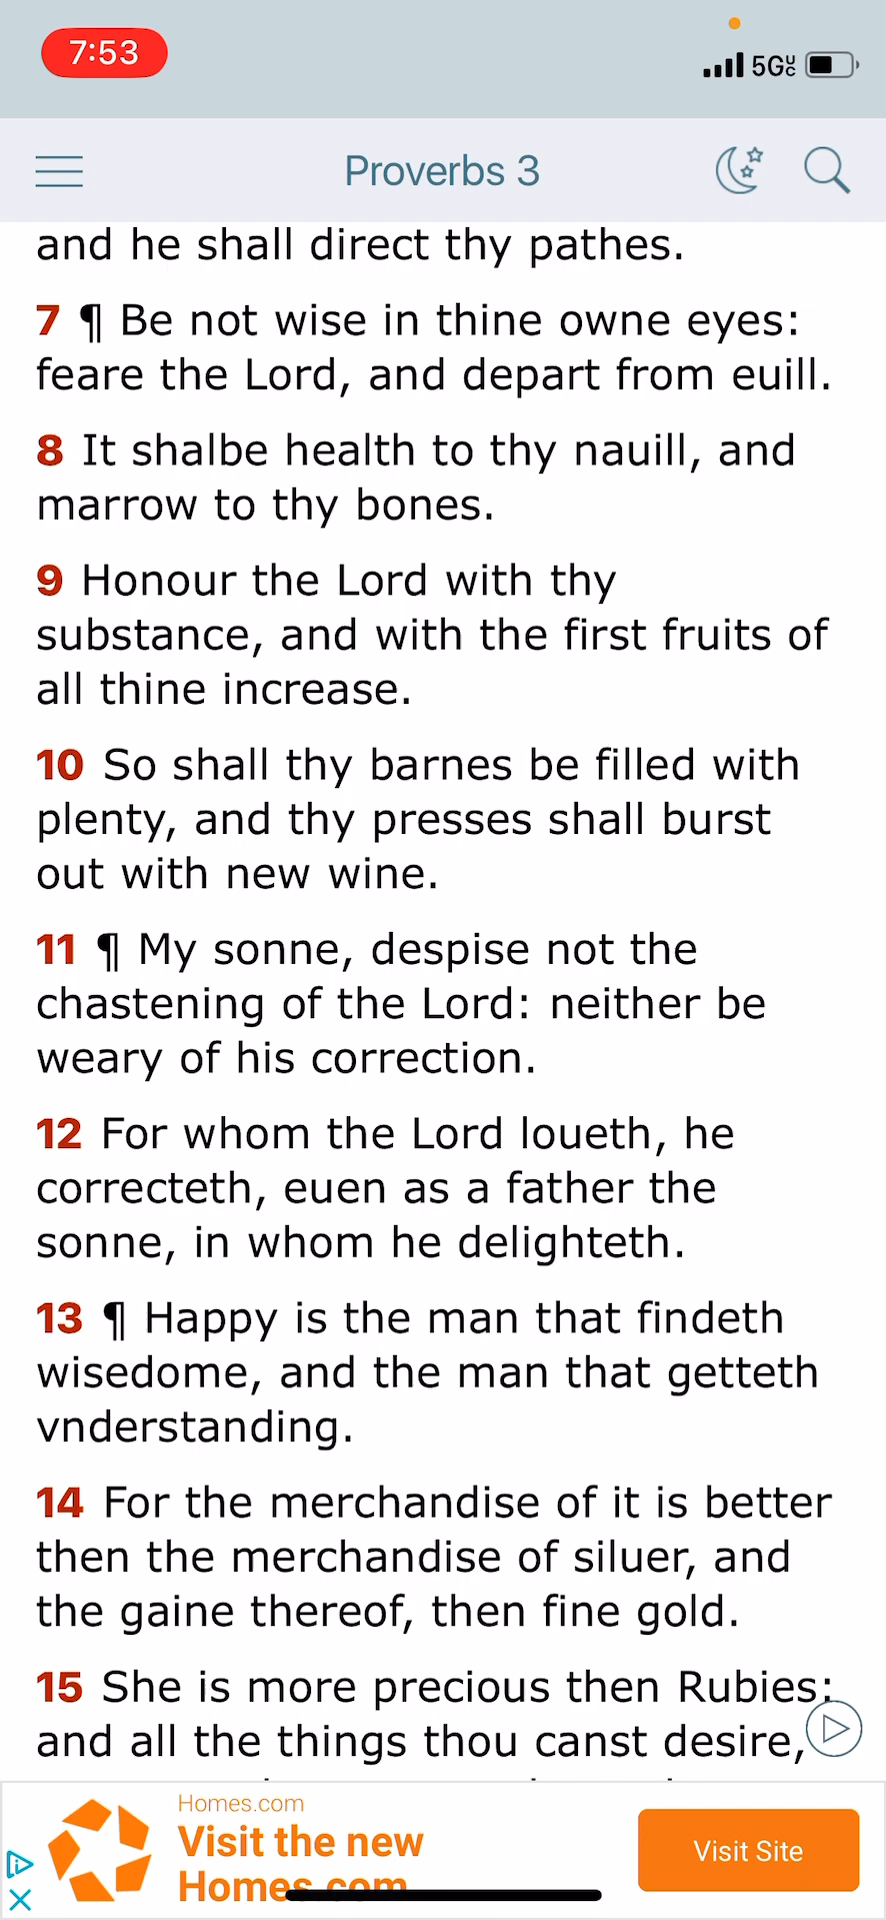 7:53
5GUC
Proverbs 3
and he shall direct thy pathes.
7 ¶ Be not wise in thine owne eyes:
feare the Lord, and depart from euill.
8 It shalbe health to thy nauill, and
marrow to thy bones.
9 Honour the Lord with thy
substance, and with the first fruits of
all thine increase.
10 So shall thy barnes be filled with
plenty, and thy presses shall burst
out with new wine.
11 ¶ My sonne, despise not the
chastening of the Lord: neither be
weary of his correction.
12 For whom the Lord loueth, he
correcteth, euen as a father the
sonne, in whom he delighteth.
13 ¶ Happy is the man that findeth
wisedome, and the man that getteth
vnderstanding.
14 For the merchandise of it is better
then the merchandise of siluer, and
the gaine thereof, then fine gold.
15 She is more precious then Rubies:
and all the things thou canst desire,
Homes.com
Visit the new
Homes.com
Visit Site